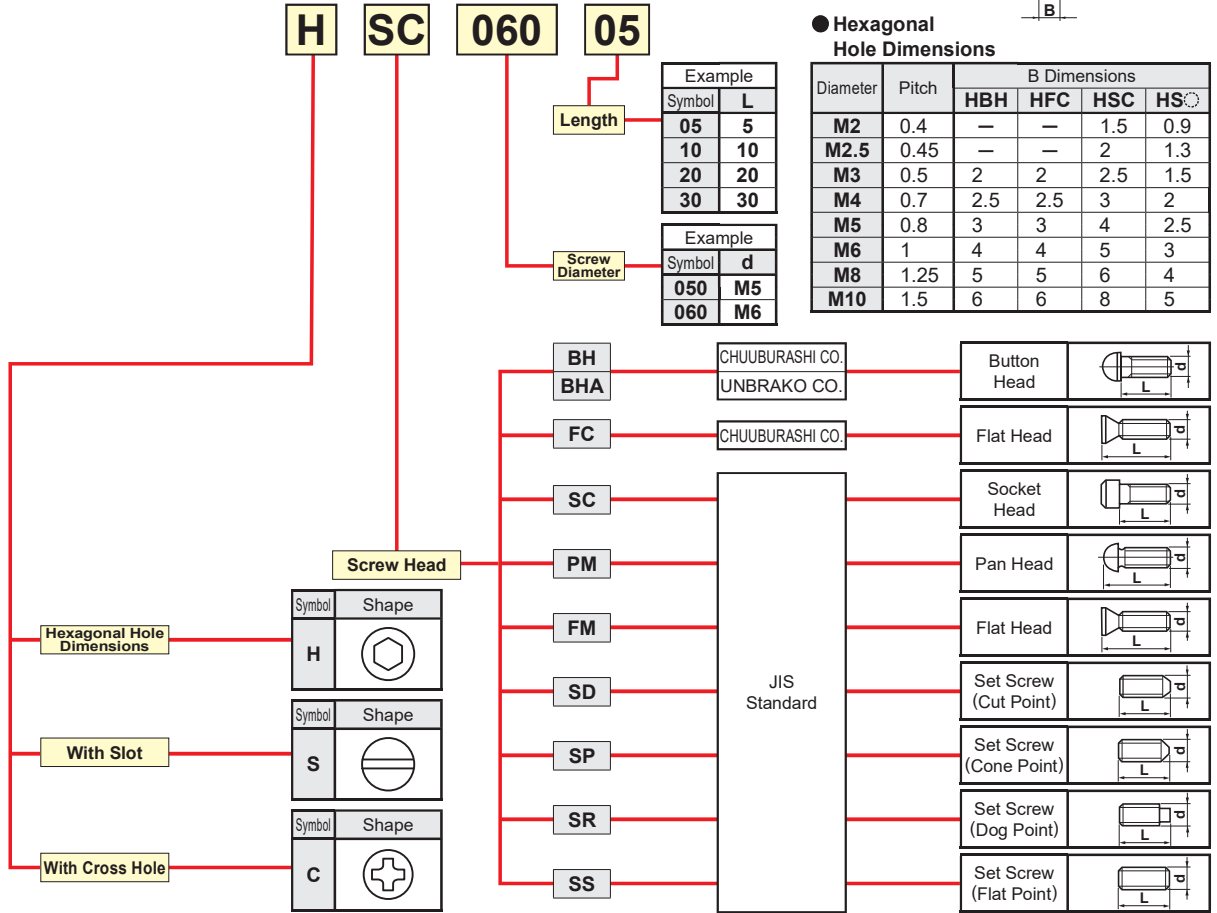 H SC 060 05
B
● Hexagonal
Hole Dimensions
Diameter Pitch B Dimensions
HBH HFC HSC HS◌
M2 0.4 — — 1.5 0.9
M2.5 0.45 — — 2 1.3
M3 0.5 2 2 2.5 1.5
M4 0.7 2.5 2.5 3 2
M5 0.8 3 3 4 2.5
M6 1 4 4 5 3
M8 1.25 5 5 6 4
M10 1.5 6 6 8 5
Length
Example
Symbol L
05 5
10 10
20 20
30 30
Screw
Diameter
Example
Symbol d
050 M5
060 M6
Screw Head
BH CHUUBURASHI CO.
BHA UNBRAKO CO.
Button
Head
L d
FC CHUUBURASHI CO. Flat Head
L d
JIS
Standard
SC
Socket
Head
L d
PM Pan Head
L d
FM Flat Head
L d
SD
Set Screw
(Cut Point)
L d
SP
Set Screw
(Cone Point)
L d
SR
Set Screw
(Dog Point)
L d
SS
Set Screw
(Flat Point)
L d
Hexagonal Hole
Dimensions
Symbol Shape
H
With Slot
Symbol Shape
S
With Cross Hole
Symbol Shape
C